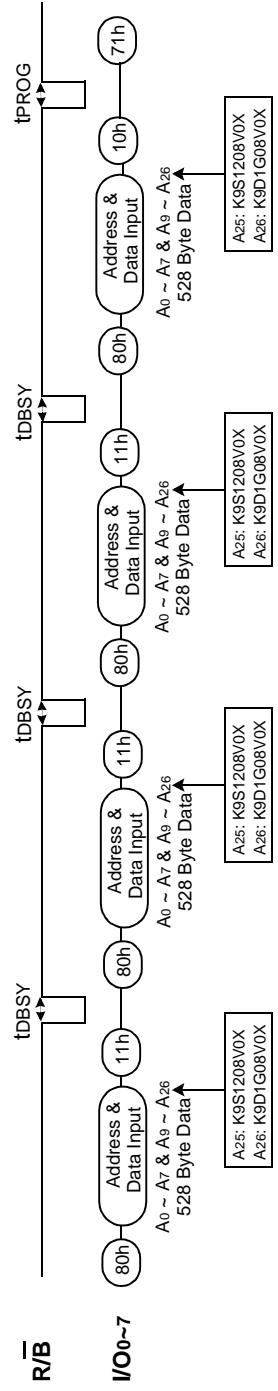 R/B tDBSY tDBSY tDBSY tPROG
I/O0~7 80h Address & Data Input 11h 80h Address & Data Input 11h 80h Address & Data Input 11h 80h Address & Data Input 10h 71h
A0 ~ A7 & A9 ~ A26 A0 ~ A7 & A9 ~ A26 A0 ~ A7 & A9 ~ A26 A0 ~ A7 & A9 ~ A26
528 Byte Data 528 Byte Data 528 Byte Data 528 Byte Data
A25: K9S1208V0X A25: K9S1208V0X A25: K9S1208V0X A25: K9S1208V0X
A26: K9D1G08V0X A26: K9D1G08V0X A26: K9D1G08V0X A26: K9D1G08V0X